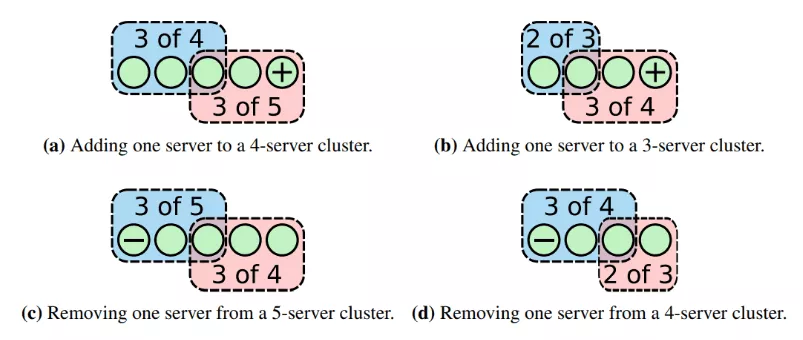 3 of 4
+
3 of 5
(a) Adding one server to a 4-server cluster.
2 of 3
+
3 of 4
(b) Adding one server to a 3-server cluster.
3 of 5
−
3 of 4
(c) Removing one server from a 5-server cluster.
3 of 4
−
2 of 3
(d) Removing one server from a 4-server cluster.